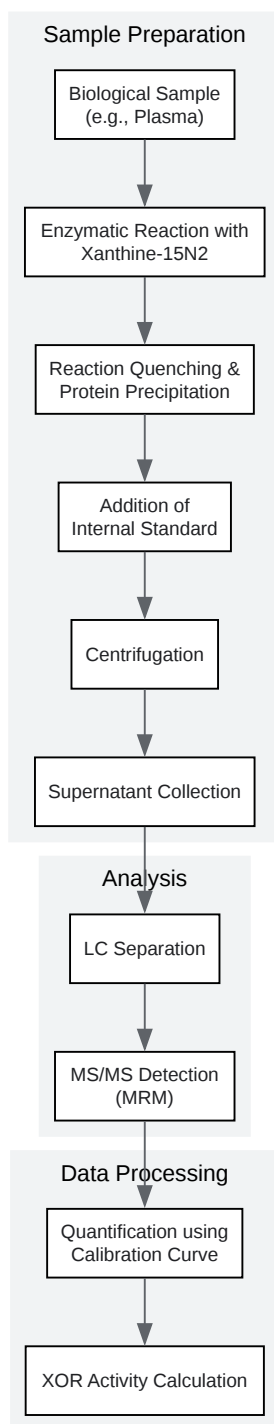 Sample Preparation
Biological Sample
(e.g., Plasma)
Enzymatic Reaction with
Xanthine-15N2
Reaction Quenching &
Protein Precipitation
Addition of
Internal Standard
Centrifugation
Supernatant Collection
Analysis
LC Separation
MS/MS Detection
(MRM)
Data Processing
Quantification using
Calibration Curve
XOR Activity Calculation